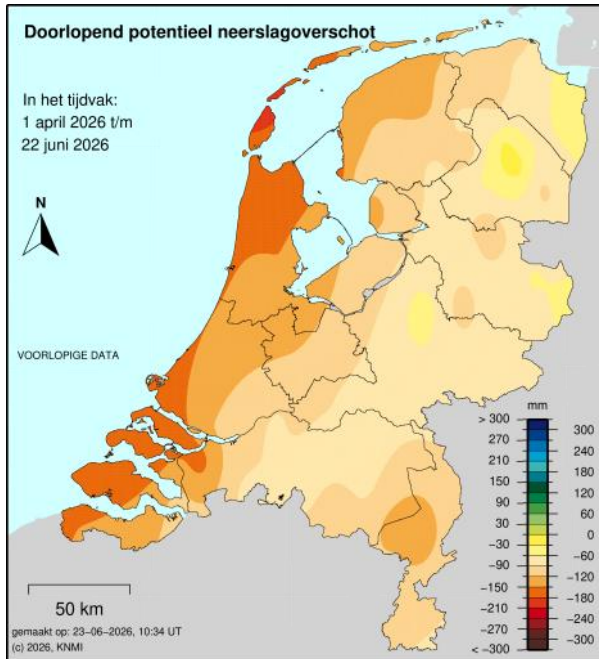 Doorlopend potentieel neerslagoverschot
In het tijdvak:
1 april 2026 t/m
22 juni 2026
N
VOORLOPIGE DATA
mm
> 300
300
270
240
210
180
150
120
90
60
30
0
−30
−60
−90
−120
−150
−180
−210
−240
−270
−300
< −300
50 km
gemaakt op: 23−06−2026, 10:34 UT
(c) 2026, KNMI